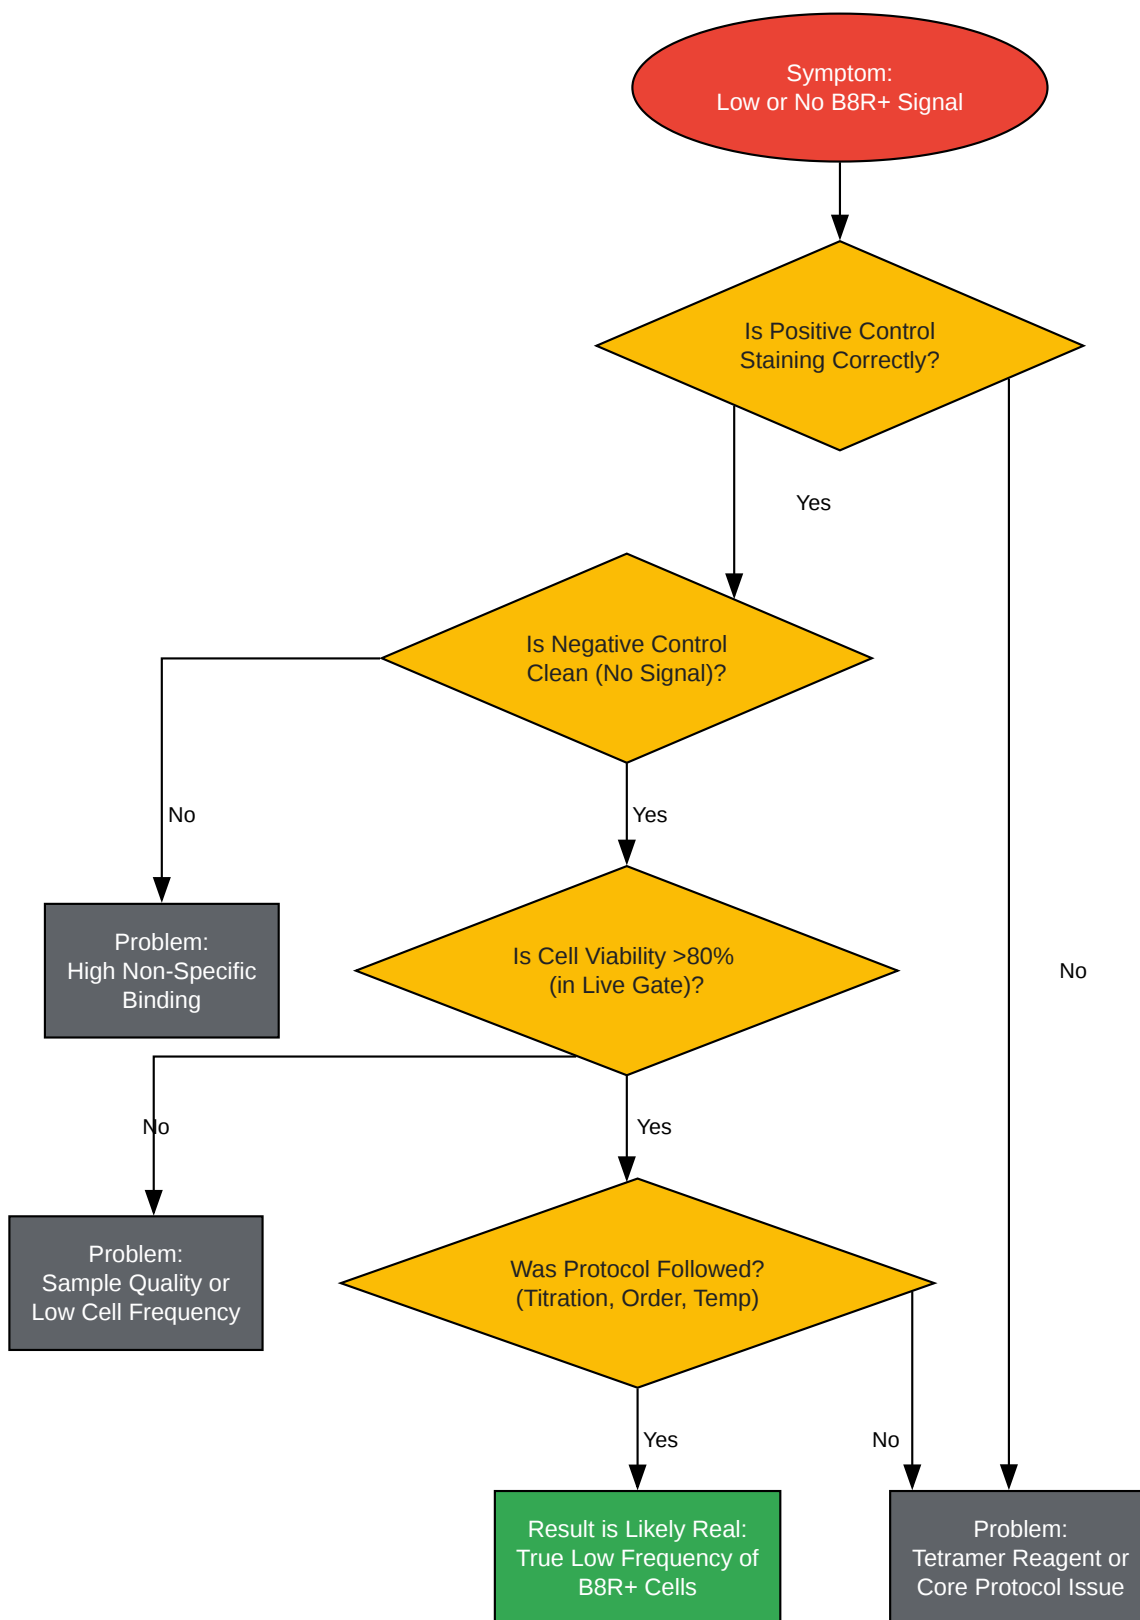 Symptom:
Low or No B8R+ Signal
Is Positive Control
Staining Correctly?
Yes
Is Negative Control
Clean (No Signal)?
No
Yes
Problem:
High Non-Specific
Binding
Is Cell Viability >80%
(in Live Gate)?
No
No
Yes
Problem:
Sample Quality or
Low Cell Frequency
Was Protocol Followed?
(Titration, Order, Temp)
Yes
No
Result is Likely Real:
True Low Frequency of
B8R+ Cells
Problem:
Tetramer Reagent or
Core Protocol Issue